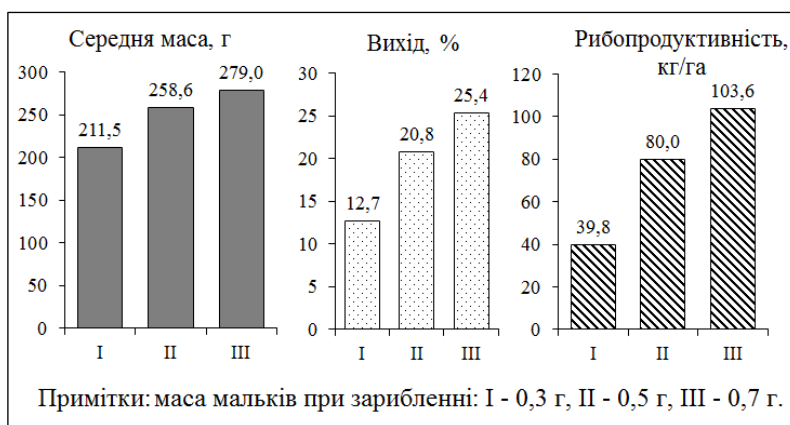 Середня маса, г
300
250
200
150
100
50
0
211,5
258,6
279,0
I
II
III
Вихід, %
30
25
20
15
10
5
0
12,7
20,8
25,4
I
II
III
Рибопродуктивність,
кг/га
120
100
80
60
40
20
0
39,8
80,0
103,6
I
II
III
Примітки: маса мальків при зарибленні: I - 0,3 г, II - 0,5 г, III - 0,7 г.